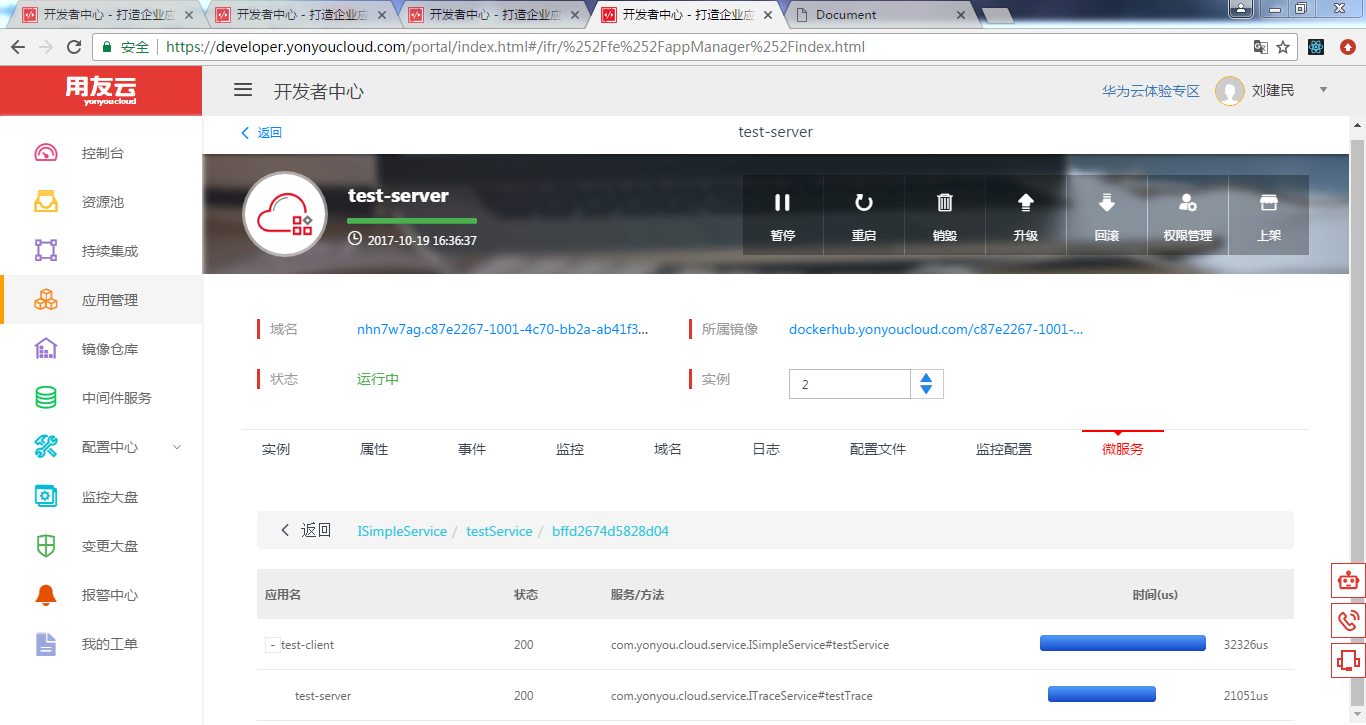 开发者中心 - 打造企业应
开发者中心 - 打造企业应
开发者中心 - 打造企业应
开发者中心 - 打造企业应
Document
安全
https://developer.yonyoucloud.com/portal/index.html#/ifr/%252Ffe%252FappManager%252Findex.html
用友云
yonyoucloud
开发者中心
华为云体验专区
刘建民
控制台
资源池
持续集成
应用管理
镜像仓库
中间件服务
配置中心
监控大盘
变更大盘
报警中心
我的工单
返回
test-server
test-server
2017-10-19 16:36:37
暂停
重启
销毁
升级
回滚
权限管理
上架
域名
nhn7w7ag.c87e2267-1001-4c70-bb2a-ab41f3...
所属镜像
dockerhub.yonyoucloud.com/c87e2267-1001-...
状态
运行中
实例
2
实例
属性
事件
监控
域名
日志
配置文件
监控配置
微服务
返回
ISimpleService / testService / bffd2674d5828d04
应用名 状态 服务/方法 时间(us)
- test-client 200 com.yonyou.cloud.service.ISimpleService#testService 32326us
test-server 200 com.yonyou.cloud.service.ITraceService#testTrace 21051us